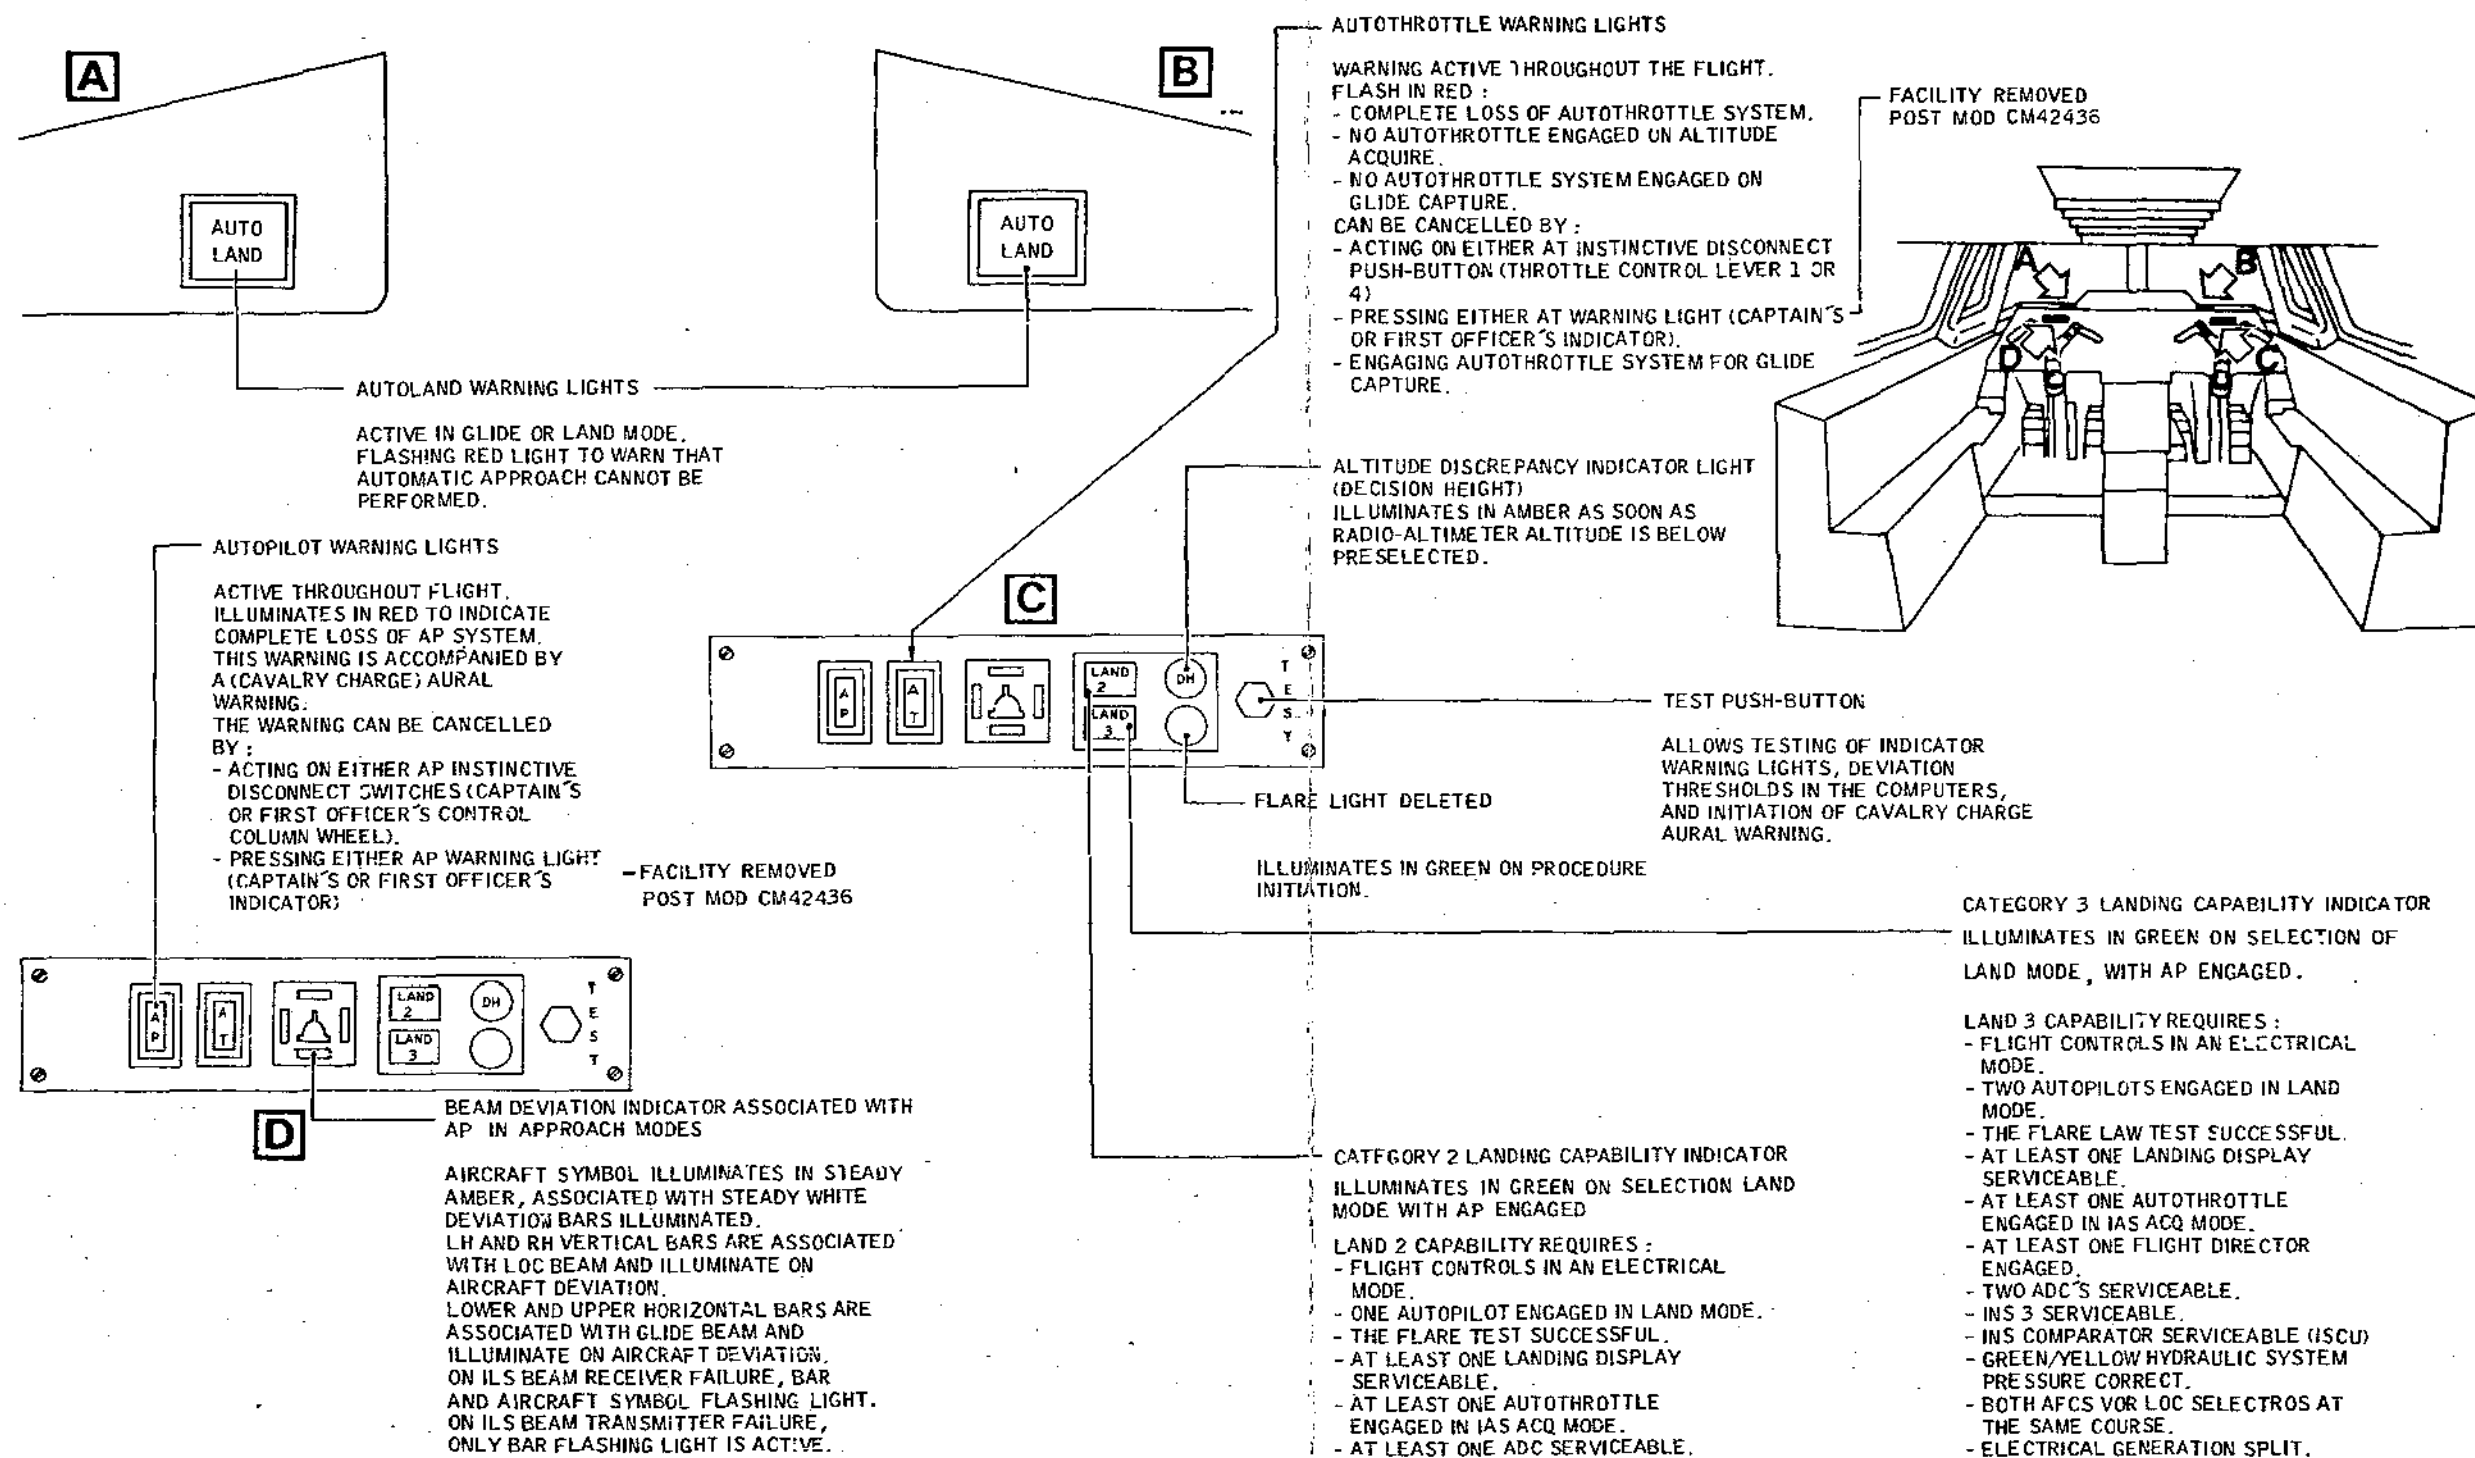 A
AUTO
LAND
B
AUTO
LAND
AUTOLAND WARNING LIGHTS
ACTIVE IN GLIDE OR LAND MODE.
FLASHING RED LIGHT TO WARN THAT
AUTOMATIC APPROACH CANNOT BE
PERFORMED.
AUTOTHROTTLE WARNING LIGHTS
WARNING ACTIVE THROUGHOUT THE FLIGHT.
FLASH IN RED :
- COMPLETE LOSS OF AUTOTHROTTLE SYSTEM.
- NO AUTOTHROTTLE ENGAGED ON ALTITUDE
ACQUIRE.
- NO AUTOTHROTTLE SYSTEM ENGAGED ON
GLIDE CAPTURE.
CAN BE CANCELLED BY :
- ACTING ON EITHER AT INSTINCTIVE DISCONNECT
PUSH-BUTTON (THROTTLE CONTROL LEVER 1 OR
4)
- PRESSING EITHER AT WARNING LIGHT (CAPTAIN'S
OR FIRST OFFICER'S INDICATOR).
- ENGAGING AUTOTHROTTLE SYSTEM FOR GLIDE
CAPTURE.
FACILITY REMOVED
POST MOD CM42436
A
B
D
C
ALTITUDE DISCREPANCY INDICATOR LIGHT
(DECISION HEIGHT)
ILLUMINATES IN AMBER AS SOON AS
RADIO-ALTIMETER ALTITUDE IS BELOW
PRESELECTED.
AUTOPILOT WARNING LIGHTS
ACTIVE THROUGHOUT FLIGHT.
ILLUMINATES IN RED TO INDICATE
COMPLETE LOSS OF AP SYSTEM.
THIS WARNING IS ACCOMPANIED BY
A (CAVALRY CHARGE) AURAL
WARNING.
THE WARNING CAN BE CANCELLED
BY :
- ACTING ON EITHER AP INSTINCTIVE
DISCONNECT SWITCHES (CAPTAIN'S
OR FIRST OFFICER'S CONTROL
COLUMN WHEEL).
- PRESSING EITHER AP WARNING LIGHT
(CAPTAIN'S OR FIRST OFFICER'S
INDICATOR)
- FACILITY REMOVED
POST MOD CM42436
C
A
P
A
T
LAND
2
LAND
3
DH
T
E
S
T
TEST PUSH-BUTTON
ALLOWS TESTING OF INDICATOR
WARNING LIGHTS, DEVIATION
THRESHOLDS IN THE COMPUTERS,
AND INITIATION OF CAVALRY CHARGE
AURAL WARNING.
FLARE LIGHT DELETED
ILLUMINATES IN GREEN ON PROCEDURE
INITIATION.
A
P
A
T
LAND
2
LAND
3
DH
T
E
S
T
D
BEAM DEVIATION INDICATOR ASSOCIATED WITH
AP IN APPROACH MODES
AIRCRAFT SYMBOL ILLUMINATES IN STEADY
AMBER, ASSOCIATED WITH STEADY WHITE
DEVIATION BARS ILLUMINATED.
LH AND RH VERTICAL BARS ARE ASSOCIATED
WITH LOC BEAM AND ILLUMINATE ON
AIRCRAFT DEVIATION.
LOWER AND UPPER HORIZONTAL BARS ARE
ASSOCIATED WITH GLIDE BEAM AND
ILLUMINATE ON AIRCRAFT DEVIATION.
ON ILS BEAM RECEIVER FAILURE, BAR
AND AIRCRAFT SYMBOL FLASHING LIGHT.
ON ILS BEAM TRANSMITTER FAILURE,
ONLY BAR FLASHING LIGHT IS ACTIVE.
CATEGORY 2 LANDING CAPABILITY INDICATOR
ILLUMINATES IN GREEN ON SELECTION LAND
MODE WITH AP ENGAGED
LAND 2 CAPABILITY REQUIRES :
- FLIGHT CONTROLS IN AN ELECTRICAL
MODE.
- ONE AUTOPILOT ENGAGED IN LAND MODE.
- THE FLARE TEST SUCCESSFUL.
- AT LEAST ONE LANDING DISPLAY
SERVICEABLE.
- AT LEAST ONE AUTOTHROTTLE
ENGAGED IN IAS ACQ MODE.
- AT LEAST ONE ADC SERVICEABLE.
CATEGORY 3 LANDING CAPABILITY INDICATOR
ILLUMINATES IN GREEN ON SELECTION OF
LAND MODE, WITH AP ENGAGED.
LAND 3 CAPABILITY REQUIRES :
- FLIGHT CONTROLS IN AN ELECTRICAL
MODE.
- TWO AUTOPILOTS ENGAGED IN LAND
MODE.
- THE FLARE LAW TEST SUCCESSFUL.
- AT LEAST ONE LANDING DISPLAY
SERVICEABLE.
- AT LEAST ONE AUTOTHROTTLE
ENGAGED IN IAS ACQ MODE.
- AT LEAST ONE FLIGHT DIRECTOR
ENGAGED.
- TWO ADC'S SERVICEABLE.
- INS 3 SERVICEABLE.
- INS COMPARATOR SERVICEABLE (ISCU)
- GREEN/YELLOW HYDRAULIC SYSTEM
PRESSURE CORRECT.
- BOTH AFCS VOR LOC SELECTROS AT
THE SAME COURSE.
- ELECTRICAL GENERATION SPLIT.